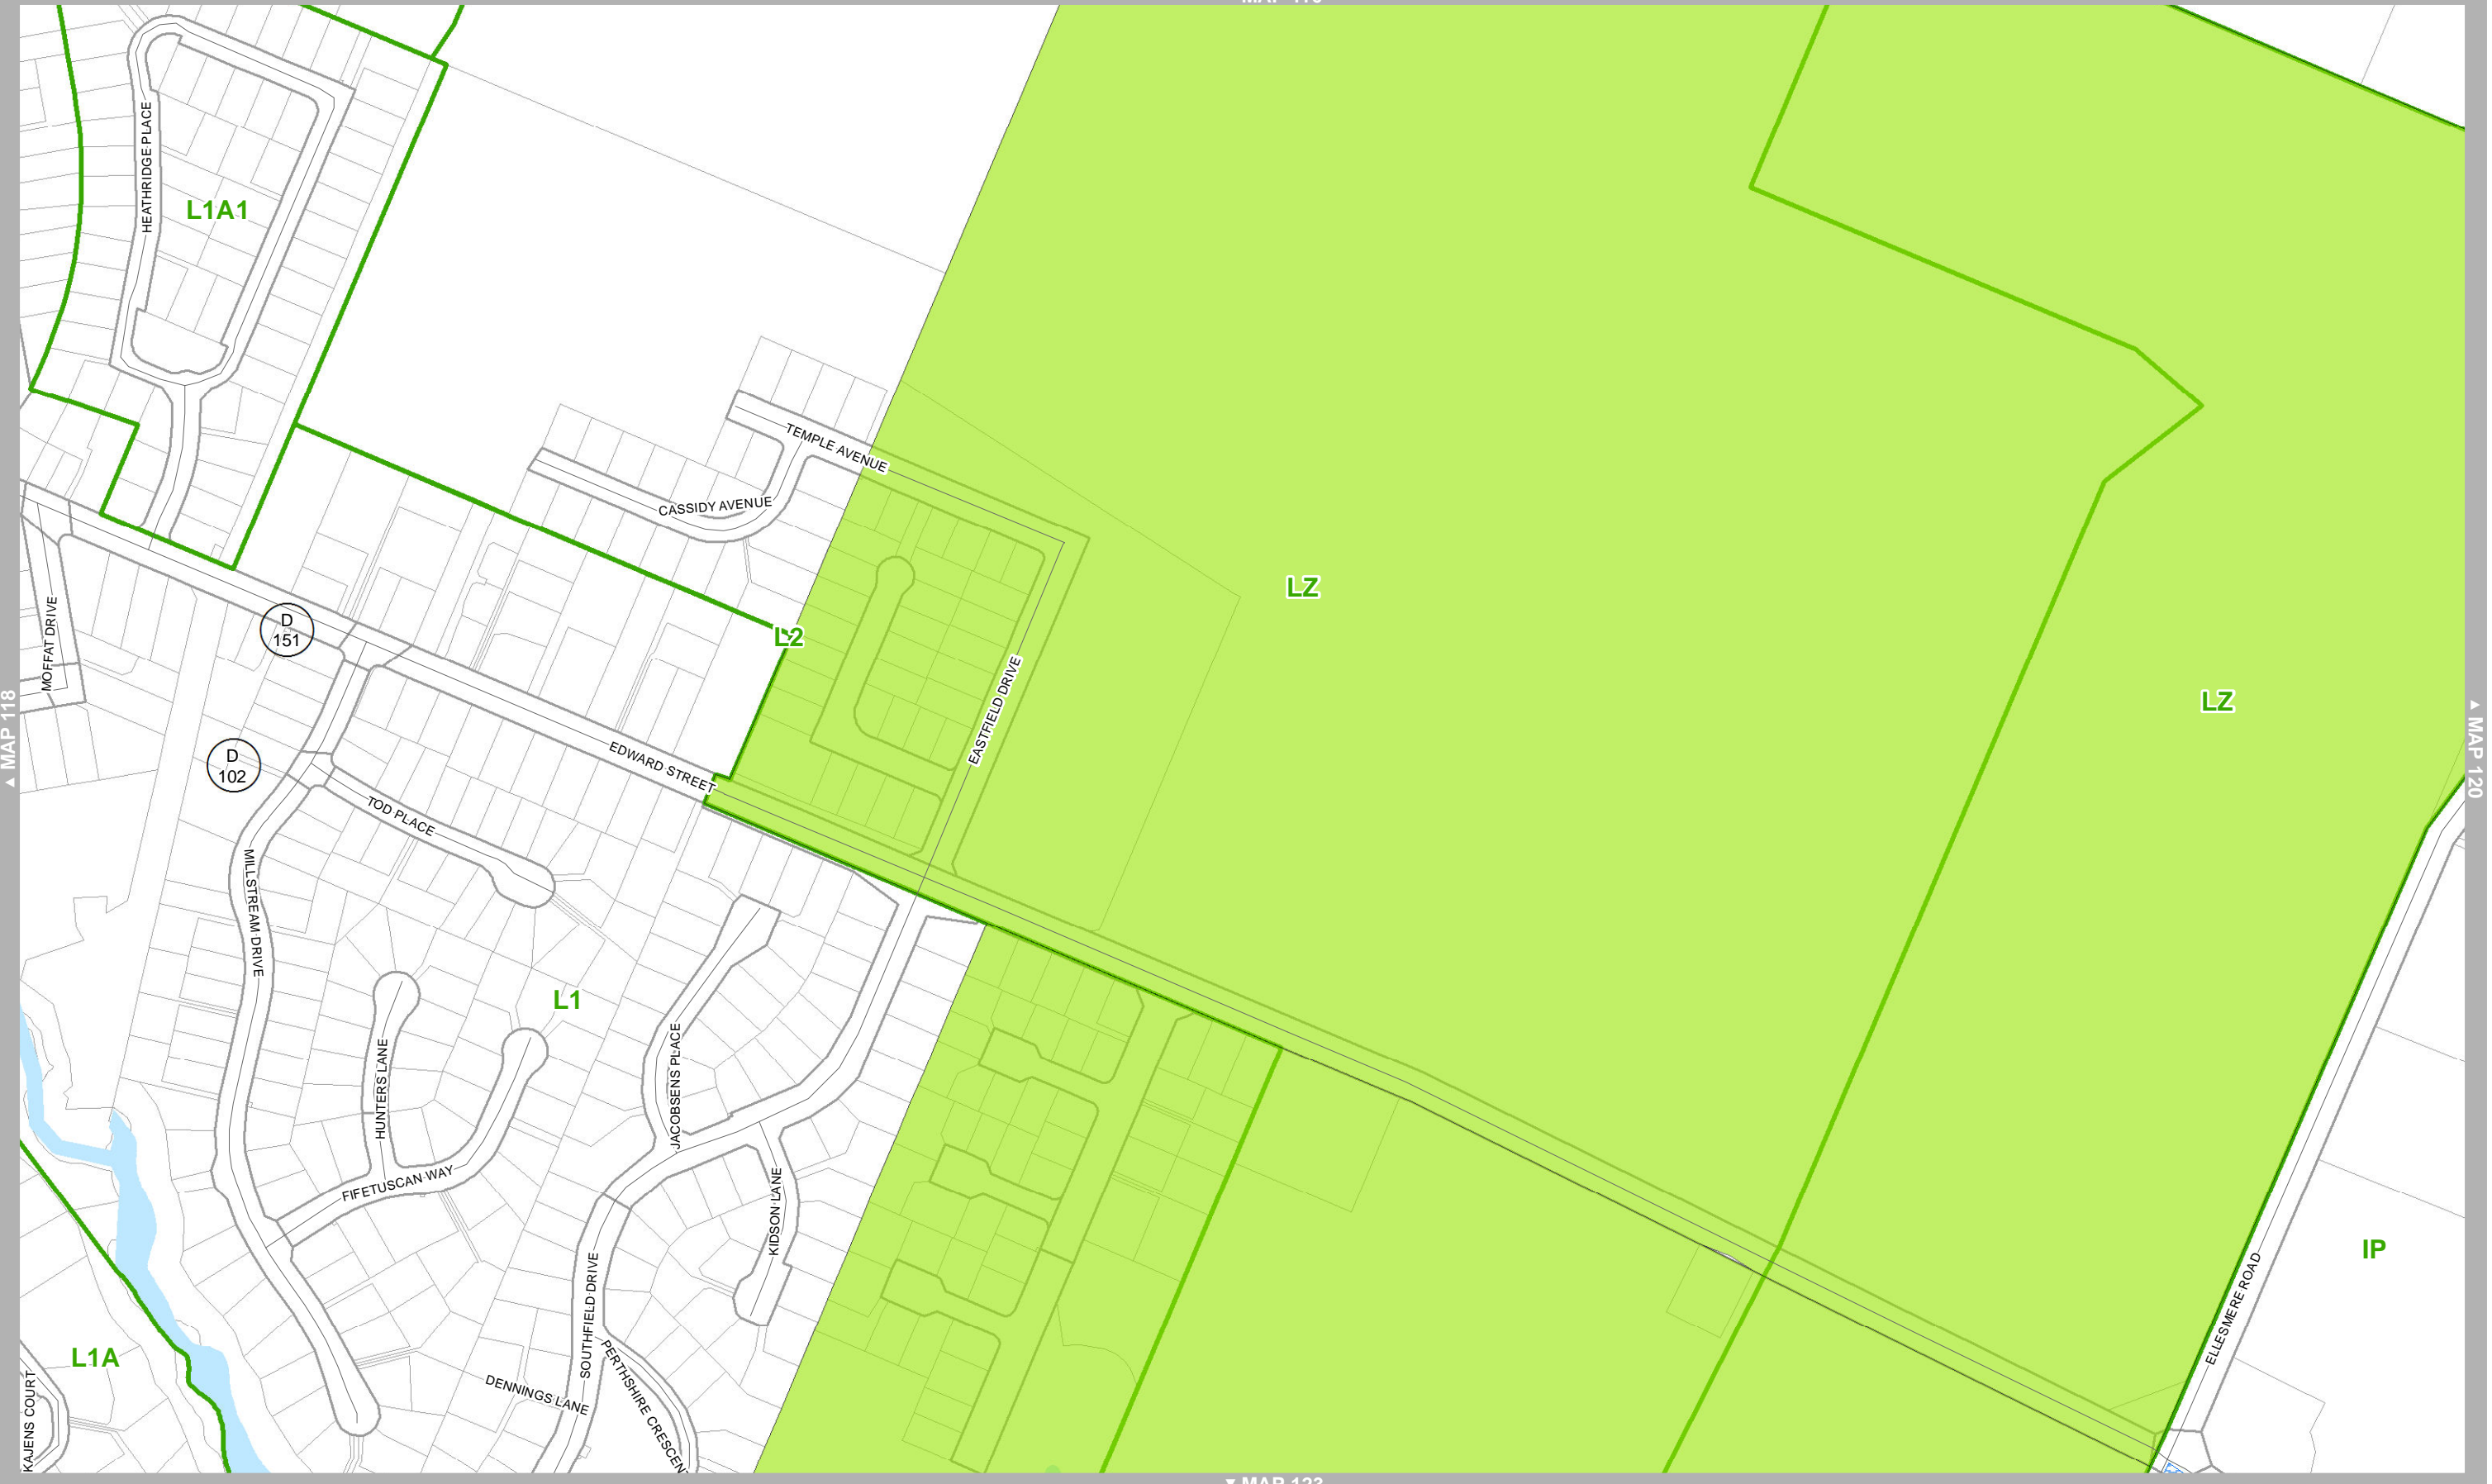 HEATHRIDGE PLACE
L1A1
TEMPLE AVENUE
CASSIDY AVENUE
LZ
MOFFAT DRIVE
D
151
L2
EASTFIELD DRIVE
LZ
▲ MAP 118
▲ MAP 120
D
102
EDWARD STREET
TOD PLACE
MILLSTREAM DRIVE
L1
HUNTERS LANE
JACOBSENS PLACE
FIFETUSCAN WAY
KIDSON LANE
SOUTHFIELD DRIVE
IP
ELLESMERE ROAD
L1A
DENNINGS LANE
PERTHSHIRE CRESCENT
KAJENS COURT
▼ MAP 123